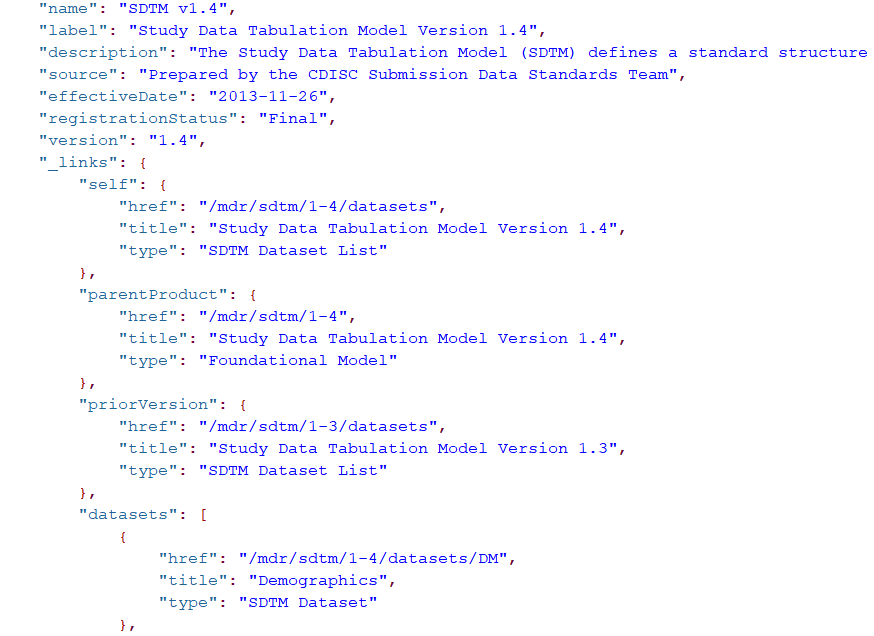 "name": "SDTM v1.4",
"label": "Study Data Tabulation Model Version 1.4",
"description": "The Study Data Tabulation Model (SDTM) defines a standard structure
"source": "Prepared by the CDISC Submission Data Standards Team",
"effectiveDate": "2013-11-26",
"registrationStatus": "Final",
"version": "1.4",
"_links": {
"self": {
"href": "/mdr/sdtm/1-4/datasets",
"title": "Study Data Tabulation Model Version 1.4",
"type": "SDTM Dataset List"
},
"parentProduct": {
"href": "/mdr/sdtm/1-4",
"title": "Study Data Tabulation Model Version 1.4",
"type": "Foundational Model"
},
"priorVersion": {
"href": "/mdr/sdtm/1-3/datasets",
"title": "Study Data Tabulation Model Version 1.3",
"type": "SDTM Dataset List"
},
"datasets": [
{
"href": "/mdr/sdtm/1-4/datasets/DM",
"title": "Demographics",
"type": "SDTM Dataset"
},